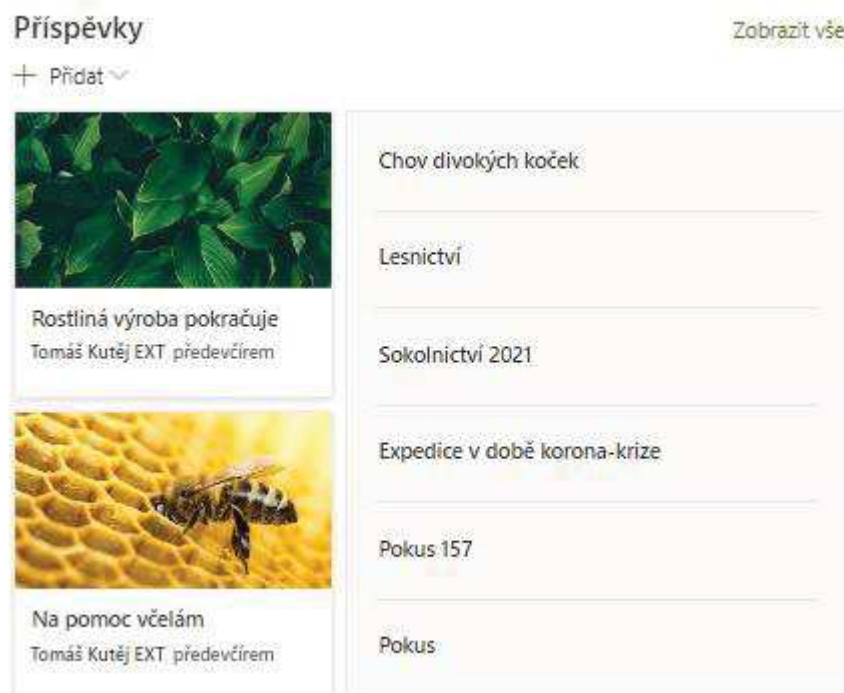 Příspěvky
Zobrazit vše
+ Přidat
Rostliná výroba pokračuje
Tomáš Kutěj EXT předevčírem
Na pomoc včelám
Tomáš Kutěj EXT předevčírem
Chov divokých koček
Lesnictví
Sokolnictví 2021
Expedice v době korona-krize
Pokus 157
Pokus